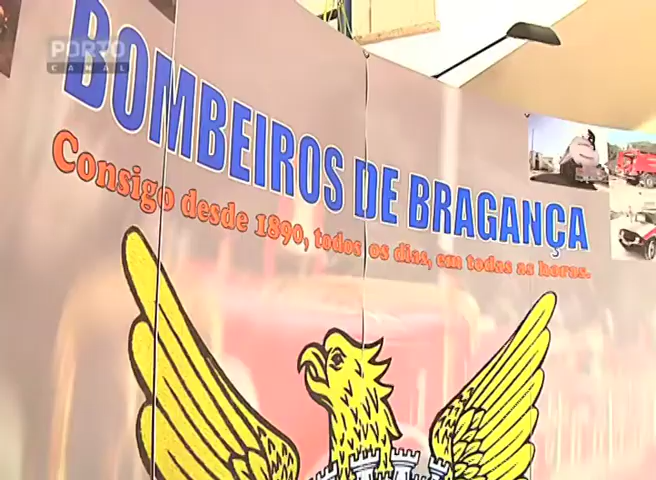 PORTO
CANAL
BOMBEIROS DE BRAGANÇA
Consigo desde 1890, todos os dias, em todas as horas.